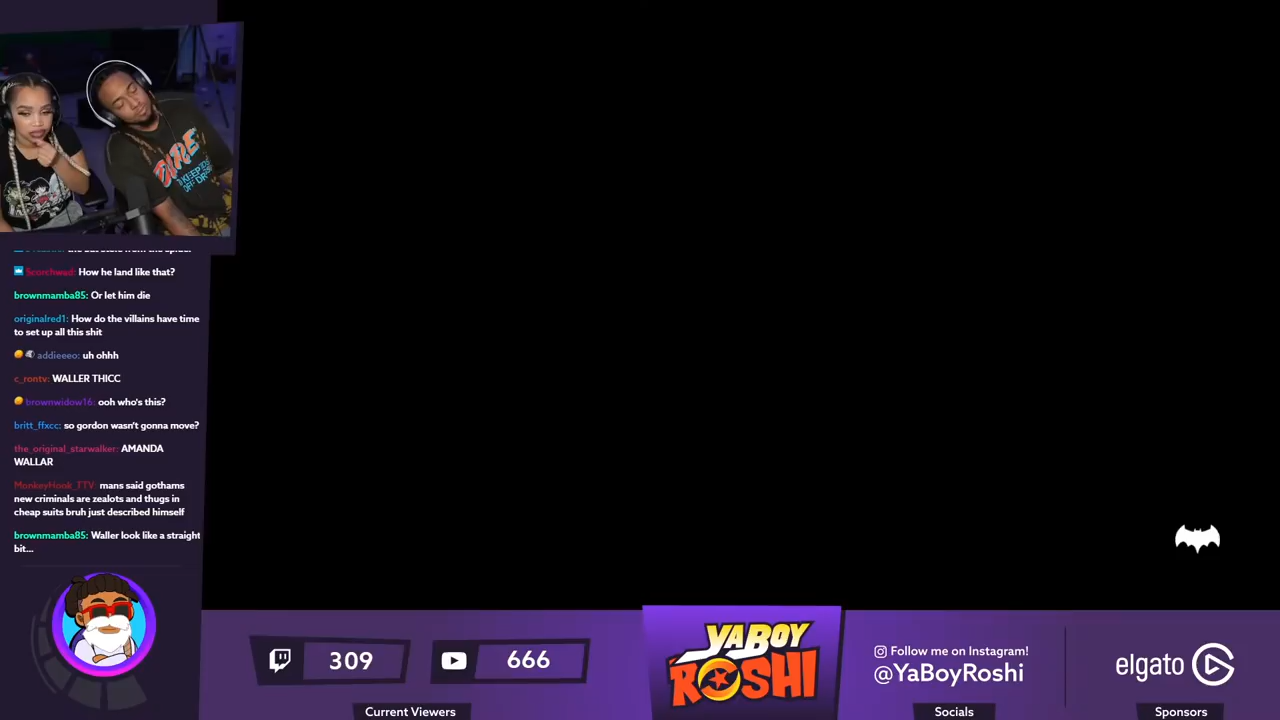 DIRE
KEEP
Scorchwad: How he land like that?
brownmamba85: Or let him die
originalred1: How do the villains have time
to set up all this shit
addieeeo: uh ohhh
c_rontv: WALLER THICC
brownwidow16: ooh who's this?
britt_ffxcc: so gordon wasn't gonna move?
the_original_starwalker: AMANDA
WALLAR
MonkeyHook_TTV: mans said gothams
new criminals are zealots and thugs in
cheap suits bruh just described himself
brownmamba85: Waller look like a straight
bit...
309
666
Current Viewers
YABOY
ROSHI
Follow me on Instagram!
@YaBoyRoshi
Socials
elgato
Sponsors